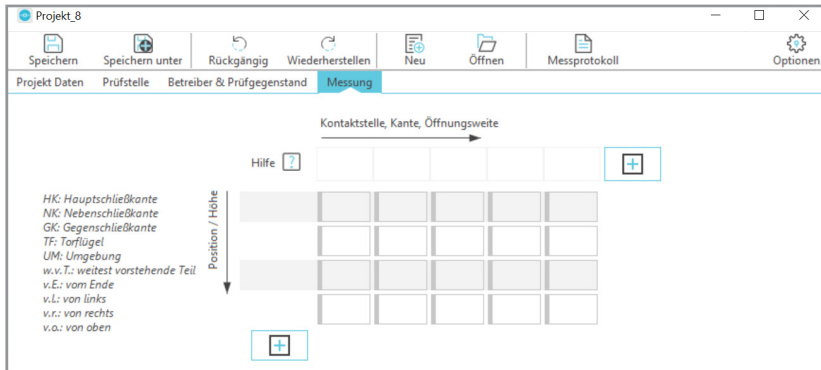 Projekt_8
Speichern Speichern unter Rückgängig Wiederherstellen Neu Öffnen Messprotokoll Optionen
Projekt Daten Prüfstelle Betreiber & Prüfgegenstand Messung
Kontaktstelle, Kante, Öffnungsweite
Hilfe ?
Position / Höhe
HK: Hauptschließkante
NK: Nebenschließkante
GK: Gegenschließkante
TF: Torflügel
UM: Umgebung
w.v.T.: weitest vorstehende Teil
v.E.: vom Ende
v.l.: von links
v.r.: von rechts
v.o.: von oben